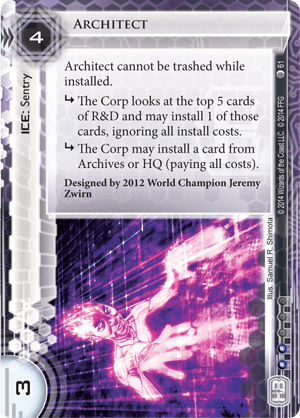 4
ARCHITECT
ICE: Sentry
Architect cannot be trashed while
installed.
↳ The Corp looks at the top 5 cards
of R&D and may install 1 of those
cards, ignoring all install costs.
↳ The Corp may install a card from
Archives or HQ (paying all costs).
Designed by 2012 World Champion Jeremy
Zwirn
61
© 2014 Wizards of the Coast LLC. © 2014 FFG
Illus. Samuel R. Shimota
3
HB